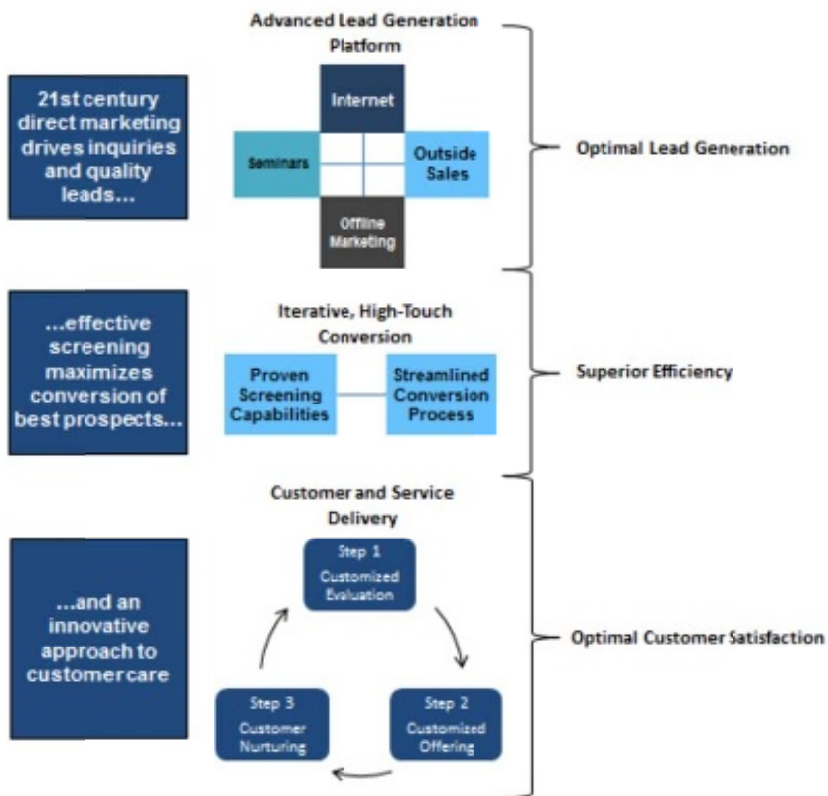 Advanced Lead Generation
Platform
21st century
direct marketing
drives inquiries
and quality
leads...
Internet
Seminars
Outside
Sales
Offline
Marketing
Optimal Lead Generation
...effective
screening
maximizes
conversion of
best prospects...
Iterative, High-Touch
Conversion
Proven
Screening
Capabilities
Streamlined
Conversion
Process
Superior Efficiency
Customer and Service
Delivery
...and an
innovative
approach to
customer care
Step 1
Customized
Evaluation
Step 2
Customized
Offering
Step 3
Customer
Nurturing
Optimal Customer Satisfaction